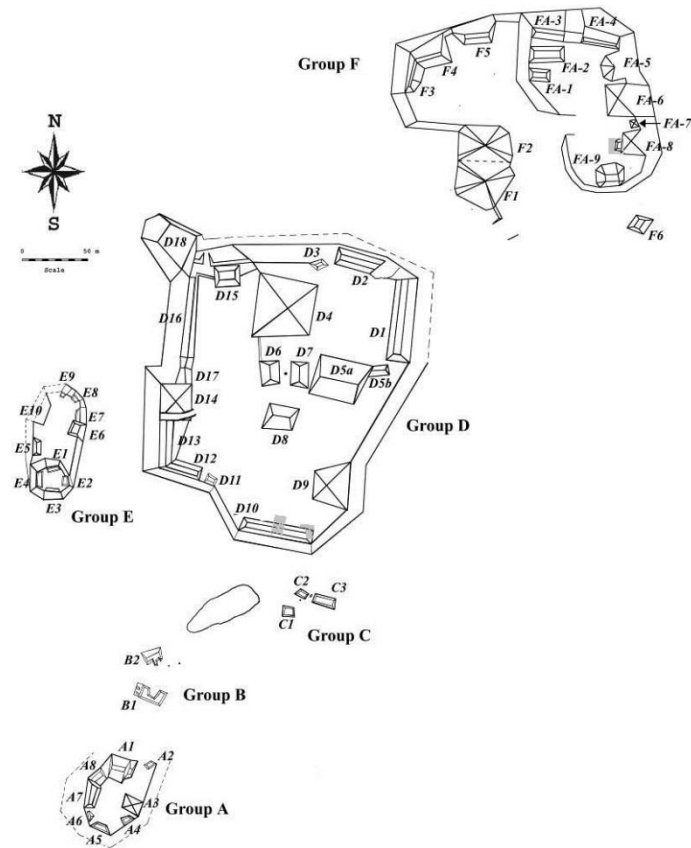 FA-3
FA-4
Group F
F5
F4
F3
FA-5
FA-2
FA-1
FA-6
FA-7
FA-8
FA-9
F2
F1
F6
N
S
0 50 m
Scale
D18
D3
D2
D15
D4
D16
D1
D6
D7
D5a
D5b
D17
D14
D8
Group D
D13
D12
D11
D9
D10
E9
E8
E10
E7
E6
E5
E1
E4
E2
E3
Group E
C2
C3
C1
Group C
B2
B1
Group B
A1
A2
A8
A7
A3
A6
A4
A5
Group A